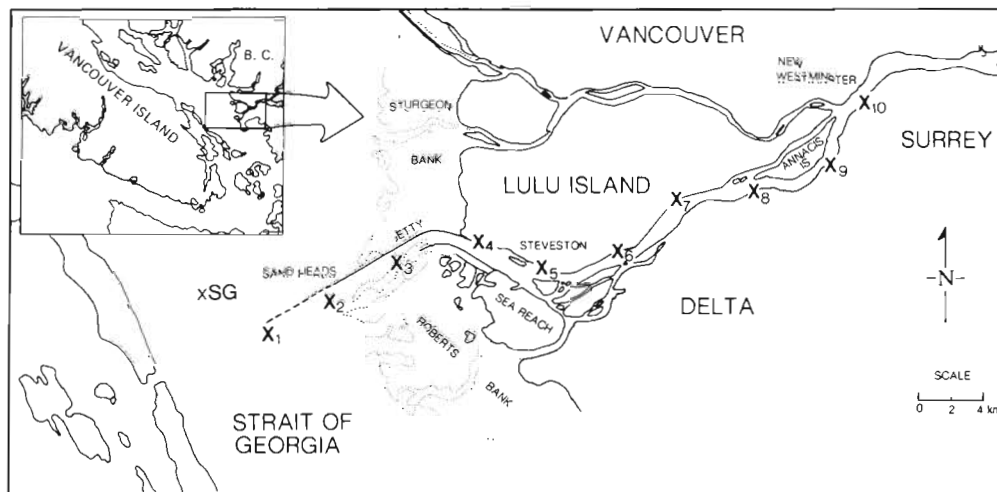 VANCOUVER ISLAND
B. C.
VANCOUVER
NEW
WESTMINSTER
X10
SURREY
STURGEON
BANK
ANNACIS
IS
X9
LULU ISLAND
X8
X7
JETTY
X4
STEVESTON
X6
X3
X5
SAND HEADS
xSG
X2
SEA REACH
DELTA
-N-
X1
ROBERTS
BANK
SCALE
0 2 4 km
STRAIT OF
GEORGIA